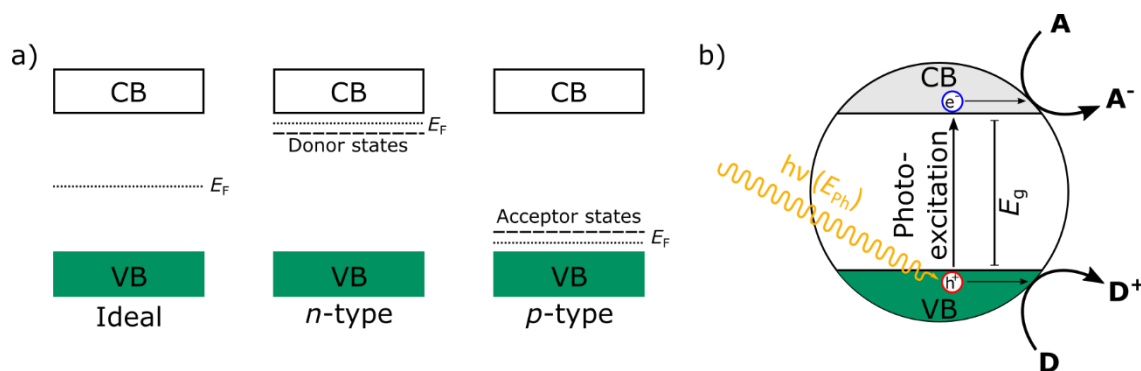 a)
CB
CB
CB
E_F
Donor states
E_F
Acceptor states
E_F
VB
VB
VB
Ideal
n-type
p-type
b)
A
CB
e⁻
A⁻
hν (E_Ph)
Photo-
excitation
E_g
h⁺
VB
D⁺
D